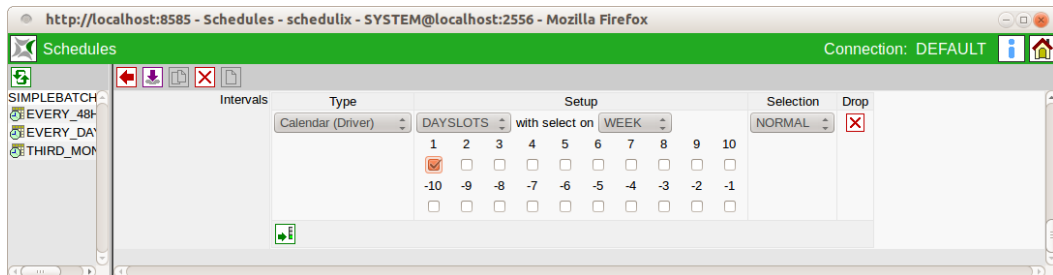 http://localhost:8585 - Schedules - schedulix - SYSTEM@localhost:2556 - Mozilla Firefox
Schedules
Connection: DEFAULT
SIMPLEBATCH
EVERY_48H
EVERY_DAY
THIRD_MON
Intervals Type Setup Selection Drop
Calendar (Driver) DAYSLOTS with select on WEEK NORMAL
1 2 3 4 5 6 7 8 9 10
-10 -9 -8 -7 -6 -5 -4 -3 -2 -1